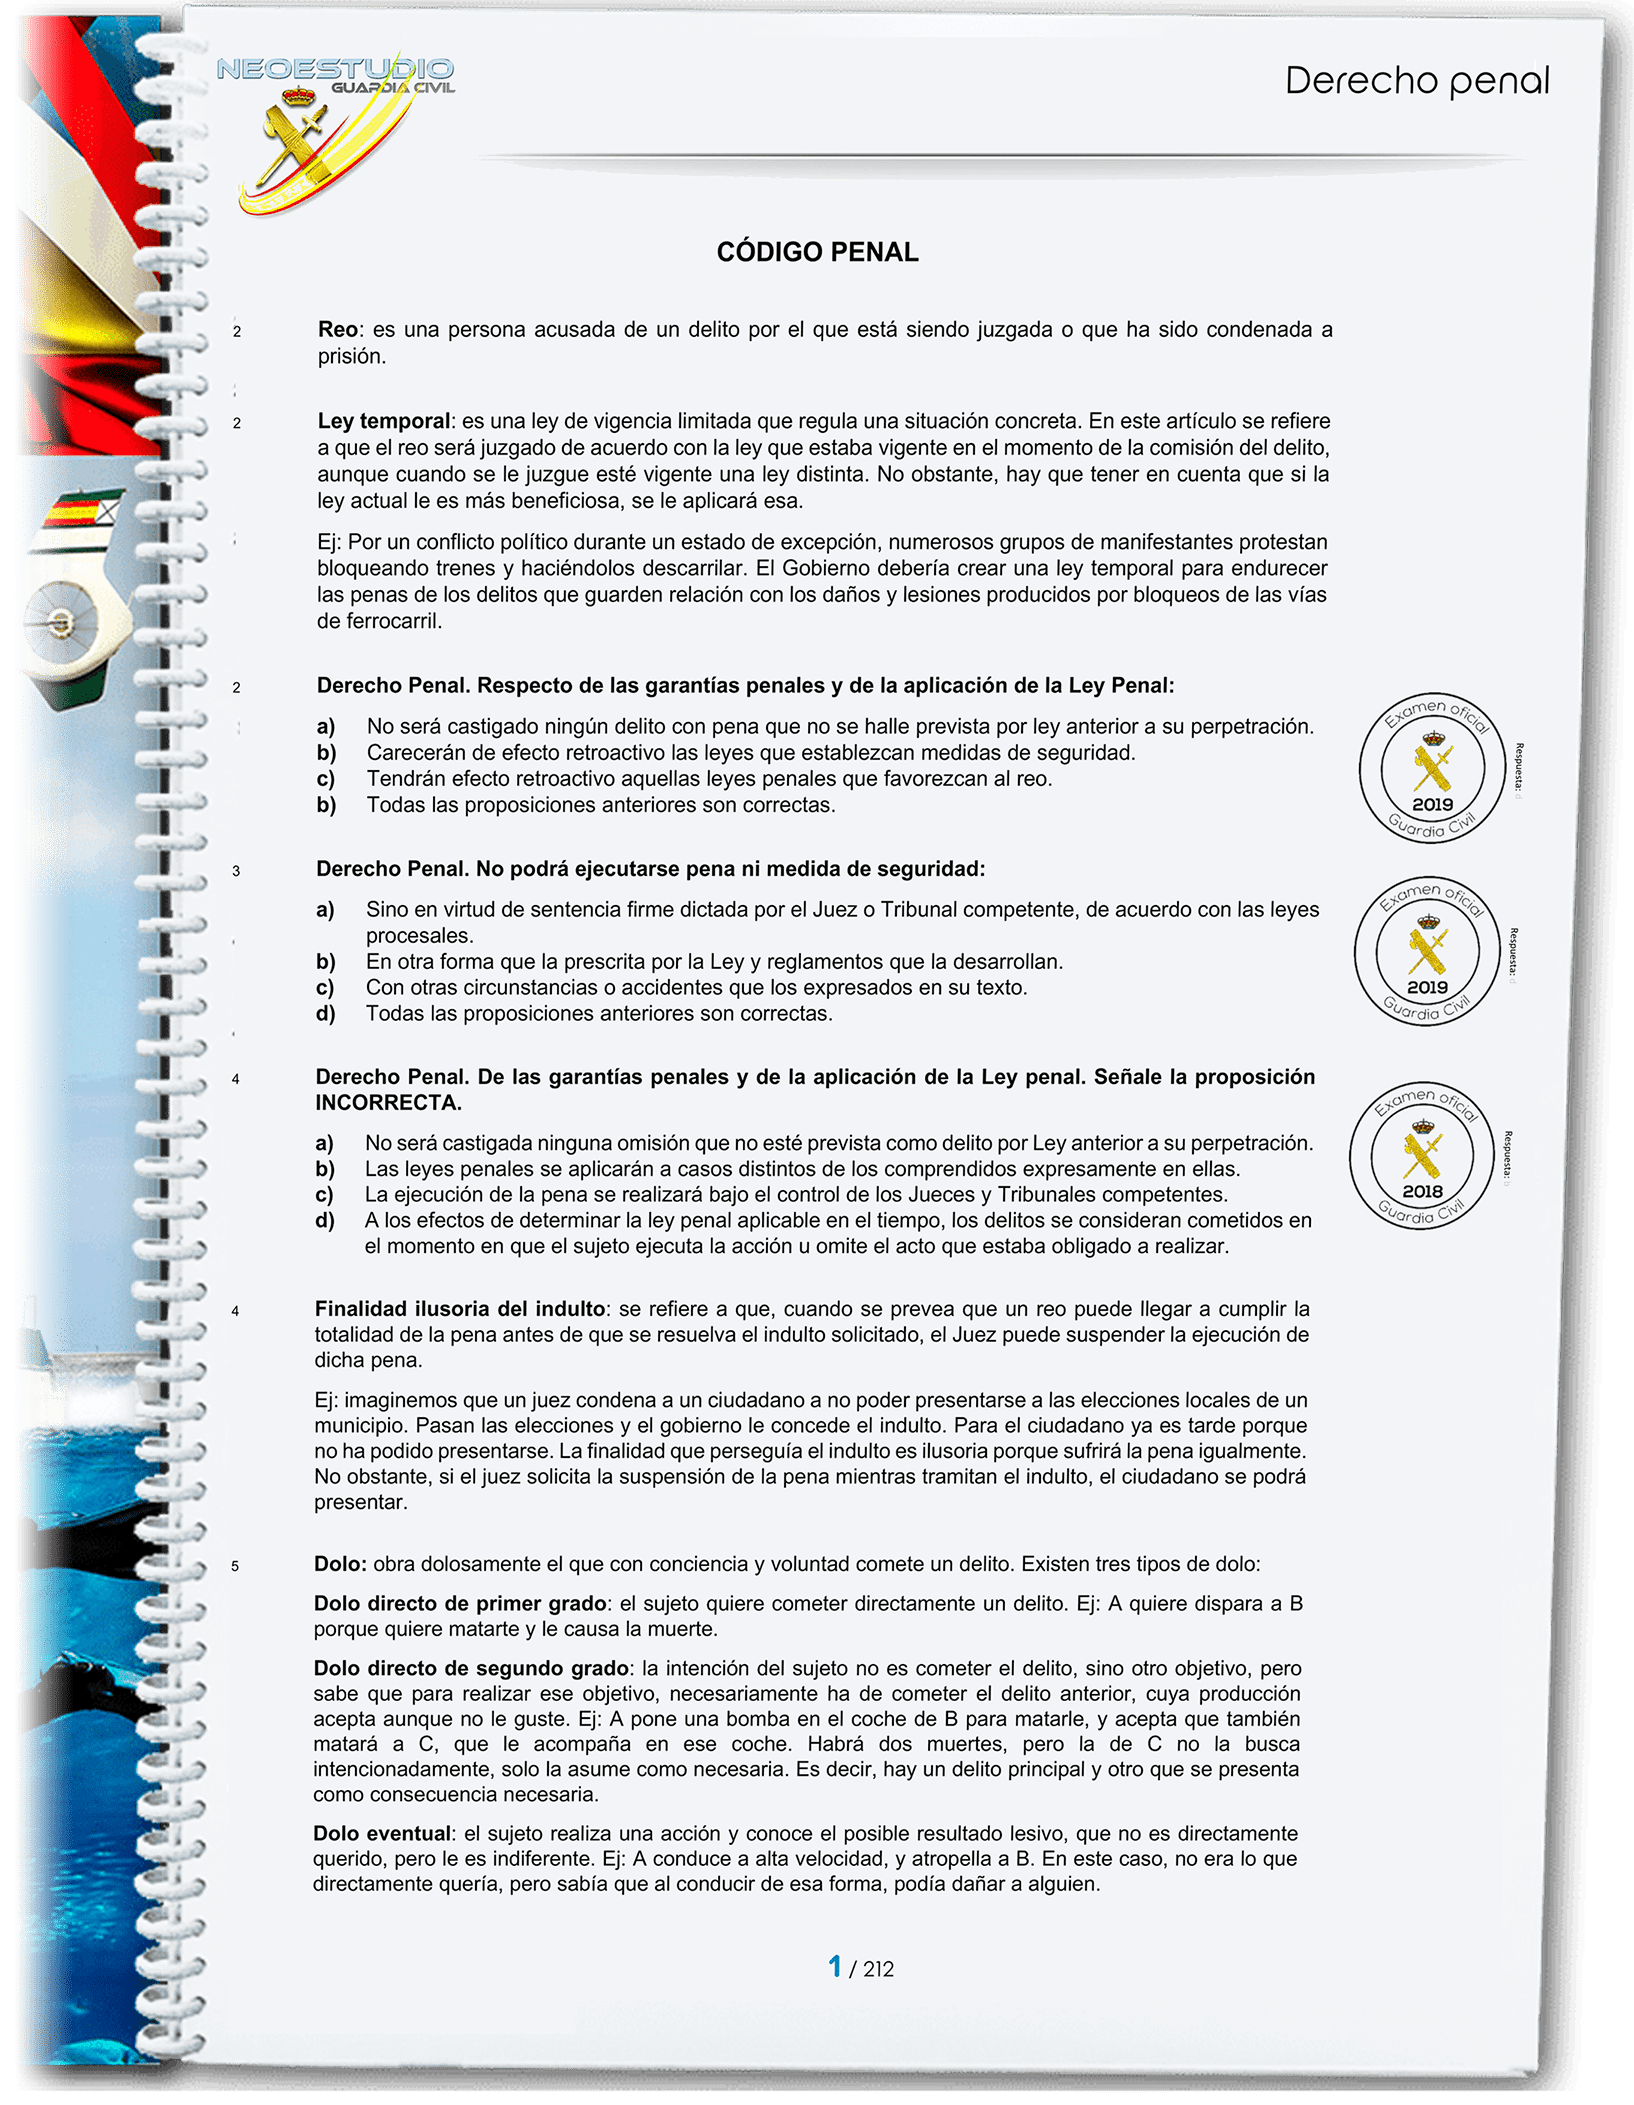 NEOESTUDIO
GUARDIA CIVIL
Derecho penal
CÓDIGO PENAL
2 Reo: es una persona acusada de un delito por el que está siendo juzgada o que ha sido condenada a
prisión.
2 Ley temporal: es una ley de vigencia limitada que regula una situación concreta. En este artículo se refiere
a que el reo será juzgado de acuerdo con la ley que estaba vigente en el momento de la comisión del delito,
aunque cuando se le juzgue esté vigente una ley distinta. No obstante, hay que tener en cuenta que si la
ley actual le es más beneficiosa, se le aplicará esa.
Ej: Por un conflicto político durante un estado de excepción, numerosos grupos de manifestantes protestan
bloqueando trenes y haciéndolos descarrilar. El Gobierno debería crear una ley temporal para endurecer
las penas de los delitos que guarden relación con los daños y lesiones producidos por bloqueos de las vías
de ferrocarril.
2 Derecho Penal. Respecto de las garantías penales y de la aplicación de la Ley Penal:
a) No será castigado ningún delito con pena que no se halle prevista por ley anterior a su perpetración.
b) Carecerán de efecto retroactivo las leyes que establezcan medidas de seguridad.
c) Tendrán efecto retroactivo aquellas leyes penales que favorezcan al reo.
b) Todas las proposiciones anteriores son correctas.
Examen oficial
2019
Guardia Civil
Respuesta: d
3 Derecho Penal. No podrá ejecutarse pena ni medida de seguridad:
a) Sino en virtud de sentencia firme dictada por el Juez o Tribunal competente, de acuerdo con las leyes
procesales.
b) En otra forma que la prescrita por la Ley y reglamentos que la desarrollan.
c) Con otras circunstancias o accidentes que los expresados en su texto.
d) Todas las proposiciones anteriores son correctas.
Examen oficial
2019
Guardia Civil
Respuesta: d
4 Derecho Penal. De las garantías penales y de la aplicación de la Ley penal. Señale la proposición
INCORRECTA.
a) No será castigada ninguna omisión que no esté prevista como delito por Ley anterior a su perpetración.
b) Las leyes penales se aplicarán a casos distintos de los comprendidos expresamente en ellas.
c) La ejecución de la pena se realizará bajo el control de los Jueces y Tribunales competentes.
d) A los efectos de determinar la ley penal aplicable en el tiempo, los delitos se consideran cometidos en
el momento en que el sujeto ejecuta la acción u omite el acto que estaba obligado a realizar.
Examen oficial
2018
Guardia Civil
Respuesta: b
4 Finalidad ilusoria del indulto: se refiere a que, cuando se prevea que un reo puede llegar a cumplir la
totalidad de la pena antes de que se resuelva el indulto solicitado, el Juez puede suspender la ejecución de
dicha pena.
Ej: imaginemos que un juez condena a un ciudadano a no poder presentarse a las elecciones locales de un
municipio. Pasan las elecciones y el gobierno le concede el indulto. Para el ciudadano ya es tarde porque
no ha podido presentarse. La finalidad que perseguía el indulto es ilusoria porque sufrirá la pena igualmente.
No obstante, si el juez solicita la suspensión de la pena mientras tramitan el indulto, el ciudadano se podrá
presentar.
5 Dolo: obra dolosamente el que con conciencia y voluntad comete un delito. Existen tres tipos de dolo:
Dolo directo de primer grado: el sujeto quiere cometer directamente un delito. Ej: A quiere dispara a B
porque quiere matarte y le causa la muerte.
Dolo directo de segundo grado: la intención del sujeto no es cometer el delito, sino otro objetivo, pero
sabe que para realizar ese objetivo, necesariamente ha de cometer el delito anterior, cuya producción
acepta aunque no le guste. Ej: A pone una bomba en el coche de B para matarle, y acepta que también
matará a C, que le acompaña en ese coche. Habrá dos muertes, pero la de C no la busca
intencionadamente, solo la asume como necesaria. Es decir, hay un delito principal y otro que se presenta
como consecuencia necesaria.
Dolo eventual: el sujeto realiza una acción y conoce el posible resultado lesivo, que no es directamente
querido, pero le es indiferente. Ej: A conduce a alta velocidad, y atropella a B. En este caso, no era lo que
directamente quería, pero sabía que al conducir de esa forma, podía dañar a alguien.
1 / 212